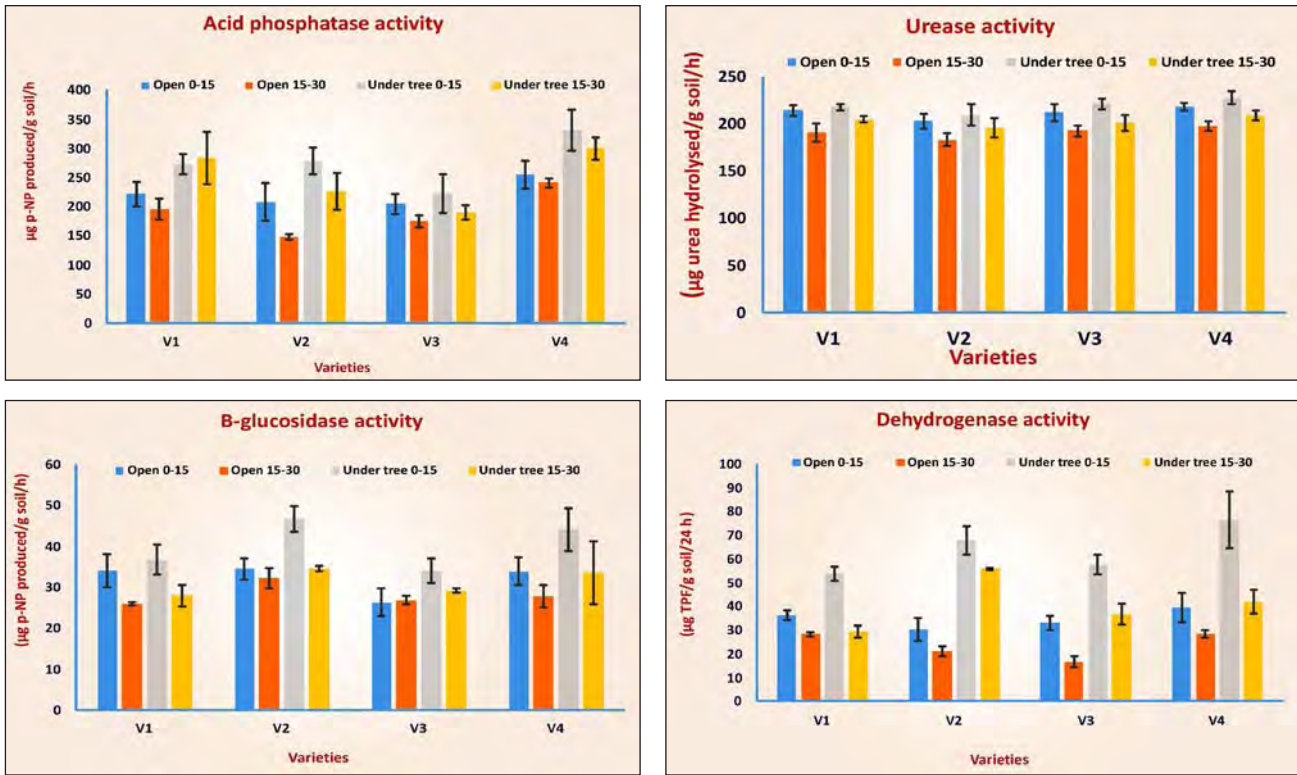 Acid phosphatase activity
Open 0-15 Open 15-30 Under tree 0-15 Under tree 15-30
µg p-NP produced/g soil/h
400
350
300
250
200
150
100
50
0
V1 V2 V3 V4
Varieties
Urease activity
Open 0-15 Open 15-30 Under tree 0-15 Under tree 15-30
(µg urea hydrolysed/g soil/h)
250
200
150
100
50
0
V1 V2 V3 V4
Varieties
B-glucosidase activity
Open 0-15 Open 15-30 Under tree 0-15 Under tree 15-30
(µg p-NP produced/g soil/h)
60
50
40
30
20
10
0
V1 V2 V3 V4
Varieties
Dehydrogenase activity
Open 0-15 Open 15-30 Under tree 0-15 Under tree 15-30
(µg TPF/g soil/24 h)
100
90
80
70
60
50
40
30
20
10
0
V1 V2 V3 V4
Varieties